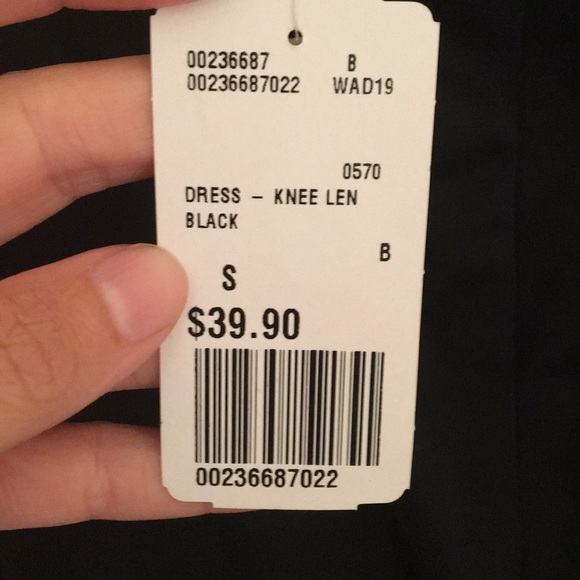 00236687 B
00236687022 WAD19
0570
DRESS – KNEE LEN
BLACK
B
S
$39.90
00236687022